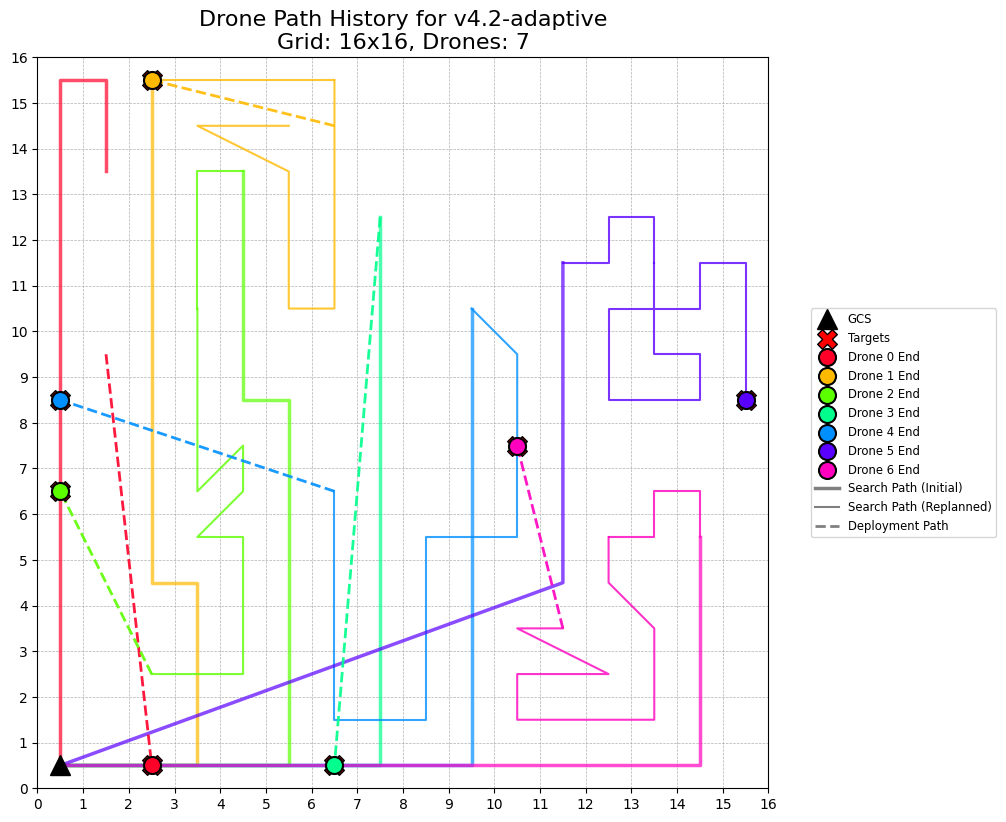 Drone Path History for v4.2-adaptive
Grid: 16x16, Drones: 7
16
15
14
13
12
11
10
9
8
7
6
5
4
3
2
1
0
0 1 2 3 4 5 6 7 8 9 10 11 12 13 14 15 16
GCS
Targets
Drone 0 End
Drone 1 End
Drone 2 End
Drone 3 End
Drone 4 End
Drone 5 End
Drone 6 End
Search Path (Initial)
Search Path (Replanned)
Deployment Path